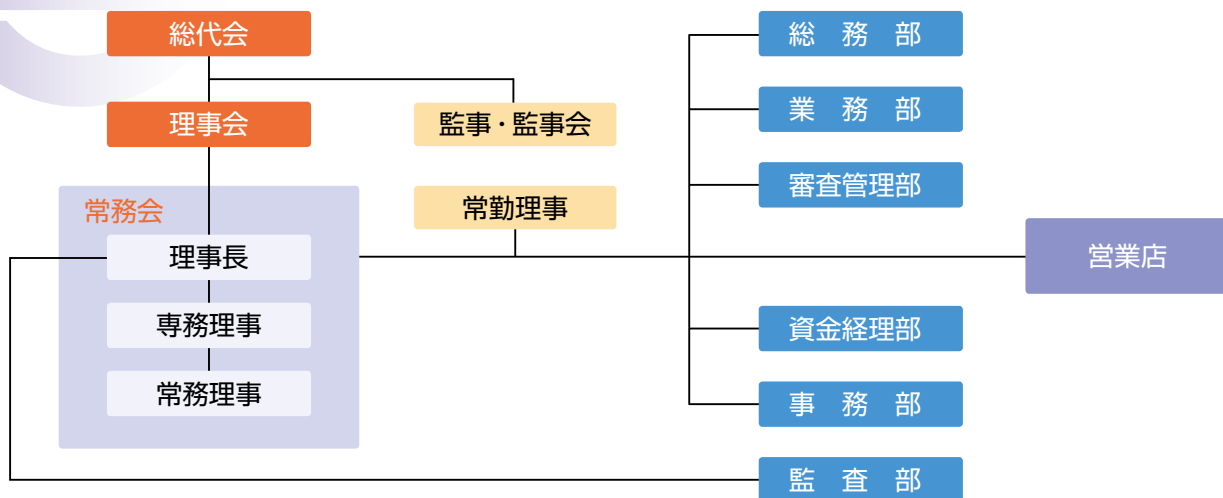 総代会
理事会
監事・監事会
常勤理事
常務会
理事長
専務理事
常務理事
総　務　部
業　務　部
審査管理部
営業店
資金経理部
事　務　部
監　査　部